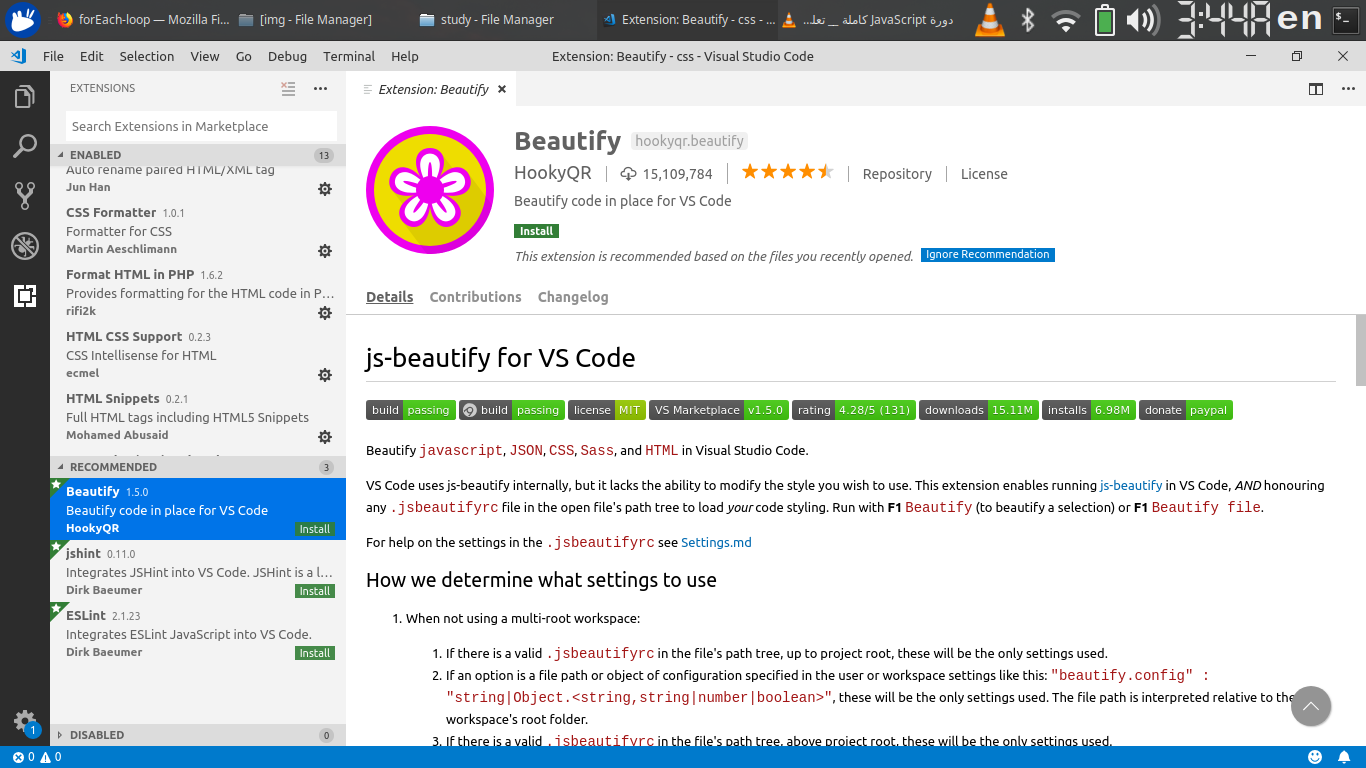 forEach-loop — Mozilla Fi...
[img - File Manager]
study - File Manager
Extension: Beautify - css - ...
دورة JavaScript كاملة __ تعلـ...
3:44A
en
File Edit Selection View Go Debug Terminal Help
Extension: Beautify - css - Visual Studio Code
EXTENSIONS
Search Extensions in Marketplace
ENABLED 13
Auto rename paired HTML/XML tag
Jun Han
CSS Formatter 1.0.1
Formatter for CSS
Martin Aeschlimann
Format HTML in PHP 1.6.2
Provides formatting for the HTML code in P...
rifi2k
HTML CSS Support 0.2.3
CSS Intellisense for HTML
ecmel
HTML Snippets 0.2.1
Full HTML tags including HTML5 Snippets
Mohamed Abusaid
RECOMMENDED 3
Beautify 1.5.0
Beautify code in place for VS Code
HookyQR Install
jshint 0.11.0
Integrates JSHint into VS Code. JSHint is a l...
Dirk Baeumer Install
ESLint 2.1.23
Integrates ESLint JavaScript into VS Code.
Dirk Baeumer Install
DISABLED 0
1
Extension: Beautify
Beautify hookyqr.beautify
HookyQR 15,109,784 Repository License
Beautify code in place for VS Code
Install
This extension is recommended based on the files you recently opened. Ignore Recommendation
Details Contributions Changelog
js-beautify for VS Code
build passing build passing license MIT VS Marketplace v1.5.0 rating 4.28/5 (131) downloads 15.11M installs 6.98M donate paypal
Beautify javascript, JSON, CSS, Sass, and HTML in Visual Studio Code.
VS Code uses js-beautify internally, but it lacks the ability to modify the style you wish to use. This extension enables running js-beautify in VS Code, AND honouring
any .jsbeautifyrc file in the open file's path tree to load your code styling. Run with F1 Beautify (to beautify a selection) or F1 Beautify file.
For help on the settings in the .jsbeautifyrc see Settings.md
How we determine what settings to use
1. When not using a multi-root workspace:
1. If there is a valid .jsbeautifyrc in the file's path tree, up to project root, these will be the only settings used.
2. If an option is a file path or object of configuration specified in the user or workspace settings like this: "beautify.config" :
"string|Object.<string,string|number|boolean>", these will be the only settings used. The file path is interpreted relative to the
workspace's root folder.
3. If there is a valid .jsbeautifyrc in the file's path tree, above project root, these will be the only settings used.
0 0